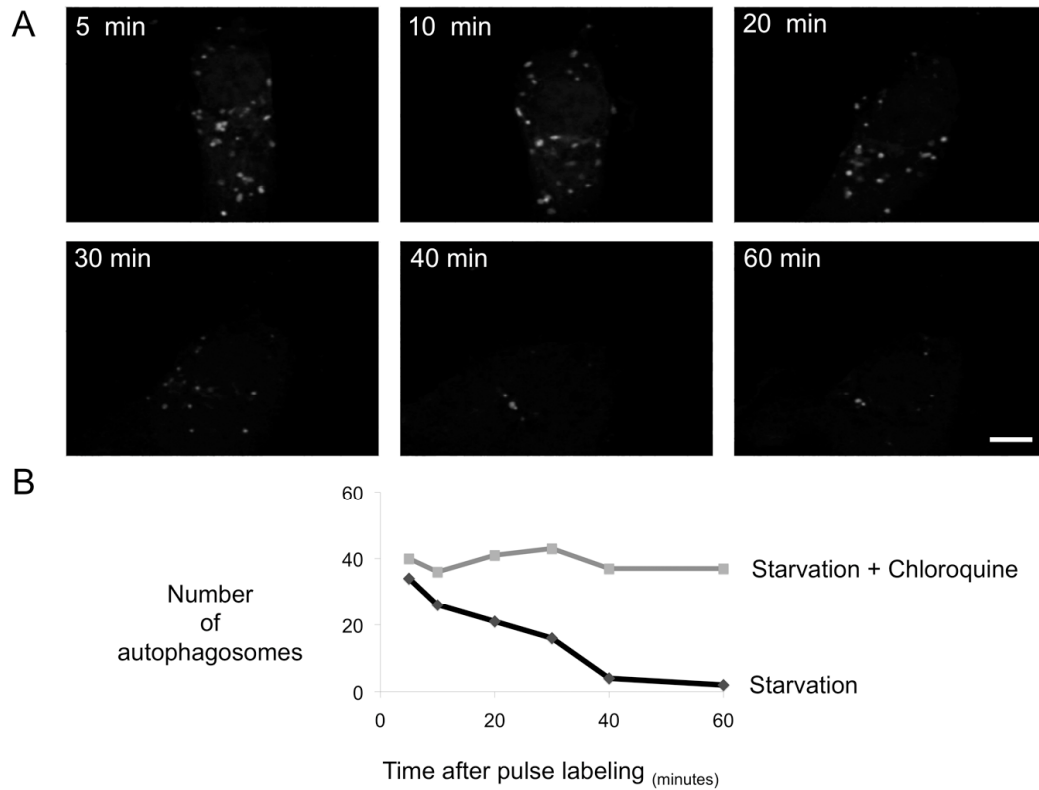 A
5 min
10 min
20 min
30 min
40 min
60 min
B
60
40
20
0
Number
of
autophagosomes
Starvation + Chloroquine
Starvation
0 20 40 60
Time after pulse labeling (minutes)